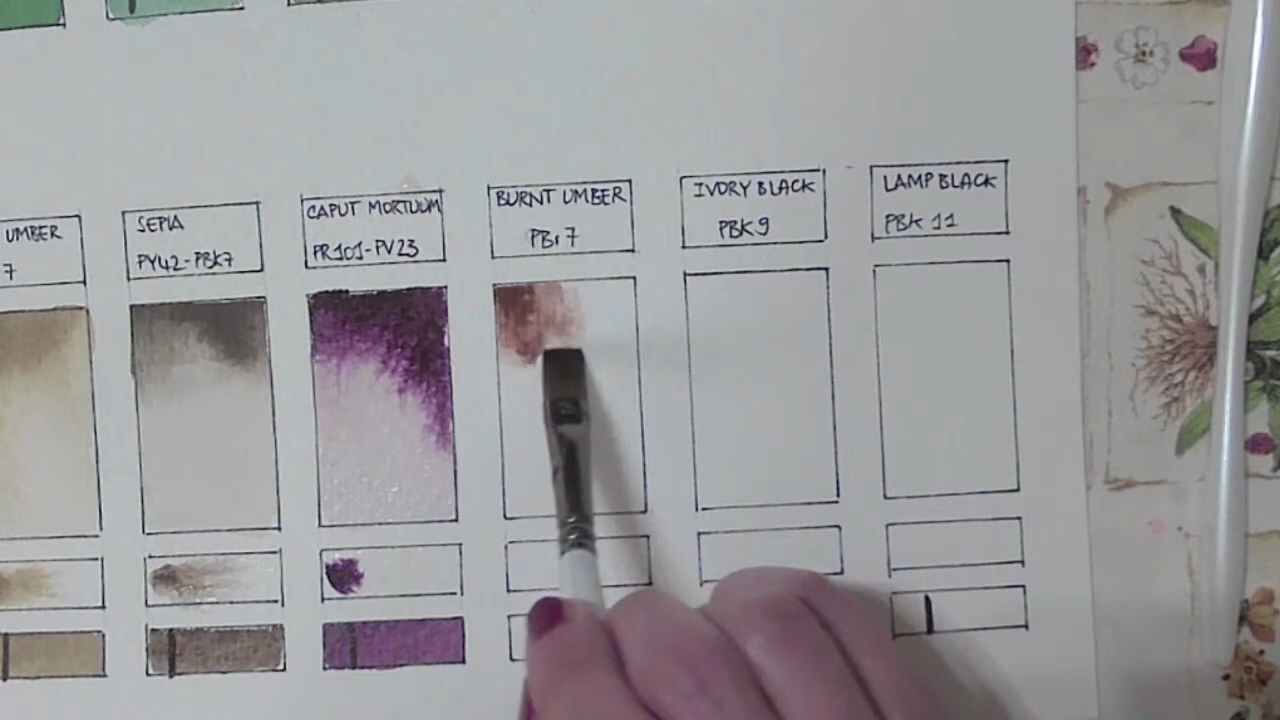 UMBER
7
SEPIA
PY42-PBK7
CAPUT MORTUUM
PR101-PV23
BURNT UMBER
PBr7
IVORY BLACK
PBK9
LAMP BLACK
PBK 11